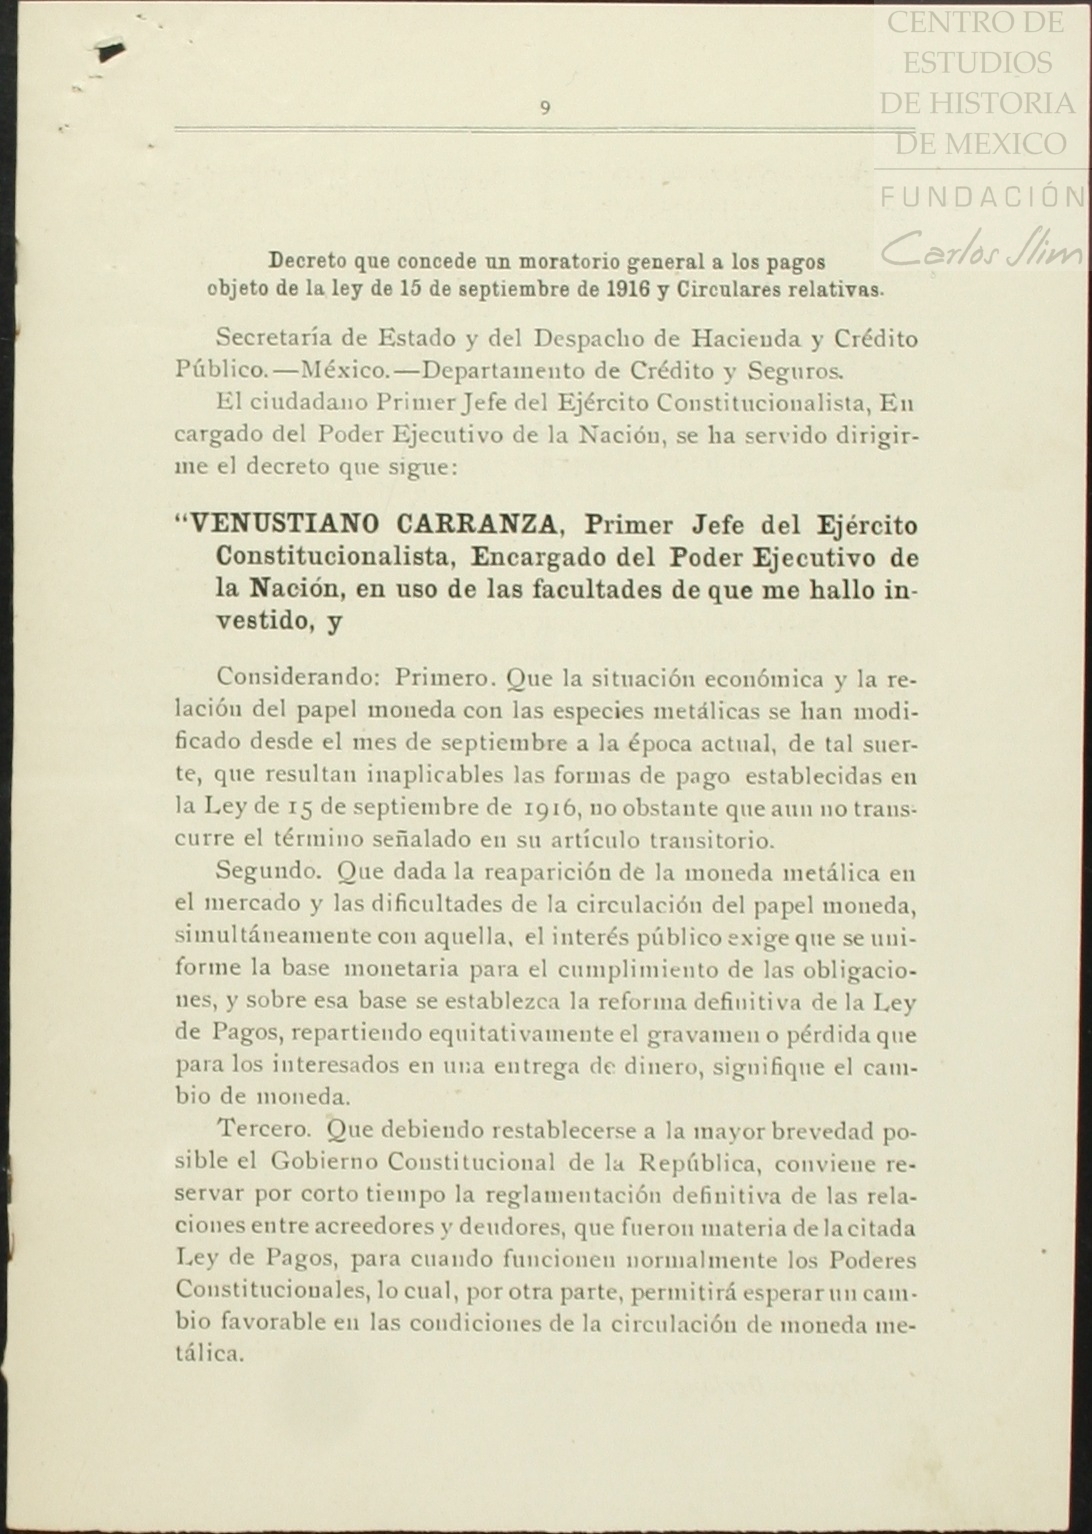 CENTRO DE
ESTUDIOS
DE HISTORIA
DE MEXICO
FUNDACIÓN
Carlos Slim
9
Decreto que concede un moratorio general a los pagos
objeto de la ley de 15 de septiembre de 1916 y Circulares relativas.
Secretaría de Estado y del Despacho de Hacienda y Crédito
Público.—México.—Departamento de Crédito y Seguros.
El ciudadano Primer Jefe del Ejército Constitucionalista, En
cargado del Poder Ejecutivo de la Nación, se ha servido dirigir-
me el decreto que sigue:
“VENUSTIANO CARRANZA, Primer Jefe del Ejército
Constitucionalista, Encargado del Poder Ejecutivo de
la Nación, en uso de las facultades de que me hallo in-
vestido, y
Considerando: Primero. Que la situación económica y la re-
lación del papel moneda con las especies metálicas se han modi-
ficado desde el mes de septiembre a la época actual, de tal suer-
te, que resultan inaplicables las formas de pago establecidas en
la Ley de 15 de septiembre de 1916, no obstante que aun no trans-
curre el término señalado en su artículo transitorio.
Segundo. Que dada la reaparición de la moneda metálica en
el mercado y las dificultades de la circulación del papel moneda,
simultáneamente con aquella, el interés público exige que se uni-
forme la base monetaria para el cumplimiento de las obligacio-
nes, y sobre esa base se establezca la reforma definitiva de la Ley
de Pagos, repartiendo equitativamente el gravamen o pérdida que
para los interesados en una entrega de dinero, signifique el cam-
bio de moneda.
Tercero. Que debiendo restablecerse a la mayor brevedad po-
sible el Gobierno Constitucional de la República, conviene re-
servar por corto tiempo la reglamentación definitiva de las rela-
ciones entre acreedores y deudores, que fueron materia de la citada
Ley de Pagos, para cuando funcionen normalmente los Poderes
Constitucionales, lo cual, por otra parte, permitirá esperar un cam-
bio favorable en las condiciones de la circulación de moneda me-
tálica.